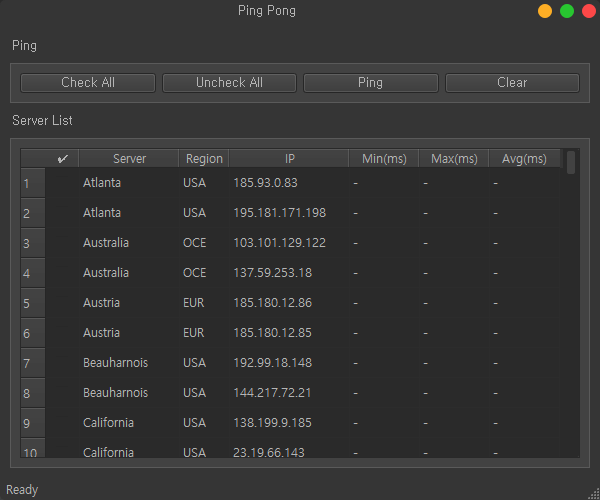 Ping Pong
Ping
Check All Uncheck All Ping Clear
Server List
✓ Server Region IP Min(ms) Max(ms) Avg(ms)
1 Atlanta USA 185.93.0.83 - - -
2 Atlanta USA 195.181.171.198 - - -
3 Australia OCE 103.101.129.122 - - -
4 Australia OCE 137.59.253.18 - - -
5 Austria EUR 185.180.12.86 - - -
6 Austria EUR 185.180.12.85 - - -
7 Beauharnois USA 192.99.18.148 - - -
8 Beauharnois USA 144.217.72.21 - - -
9 California USA 138.199.9.185 - - -
10 California USA 23.19.66.143 - - -
Ready